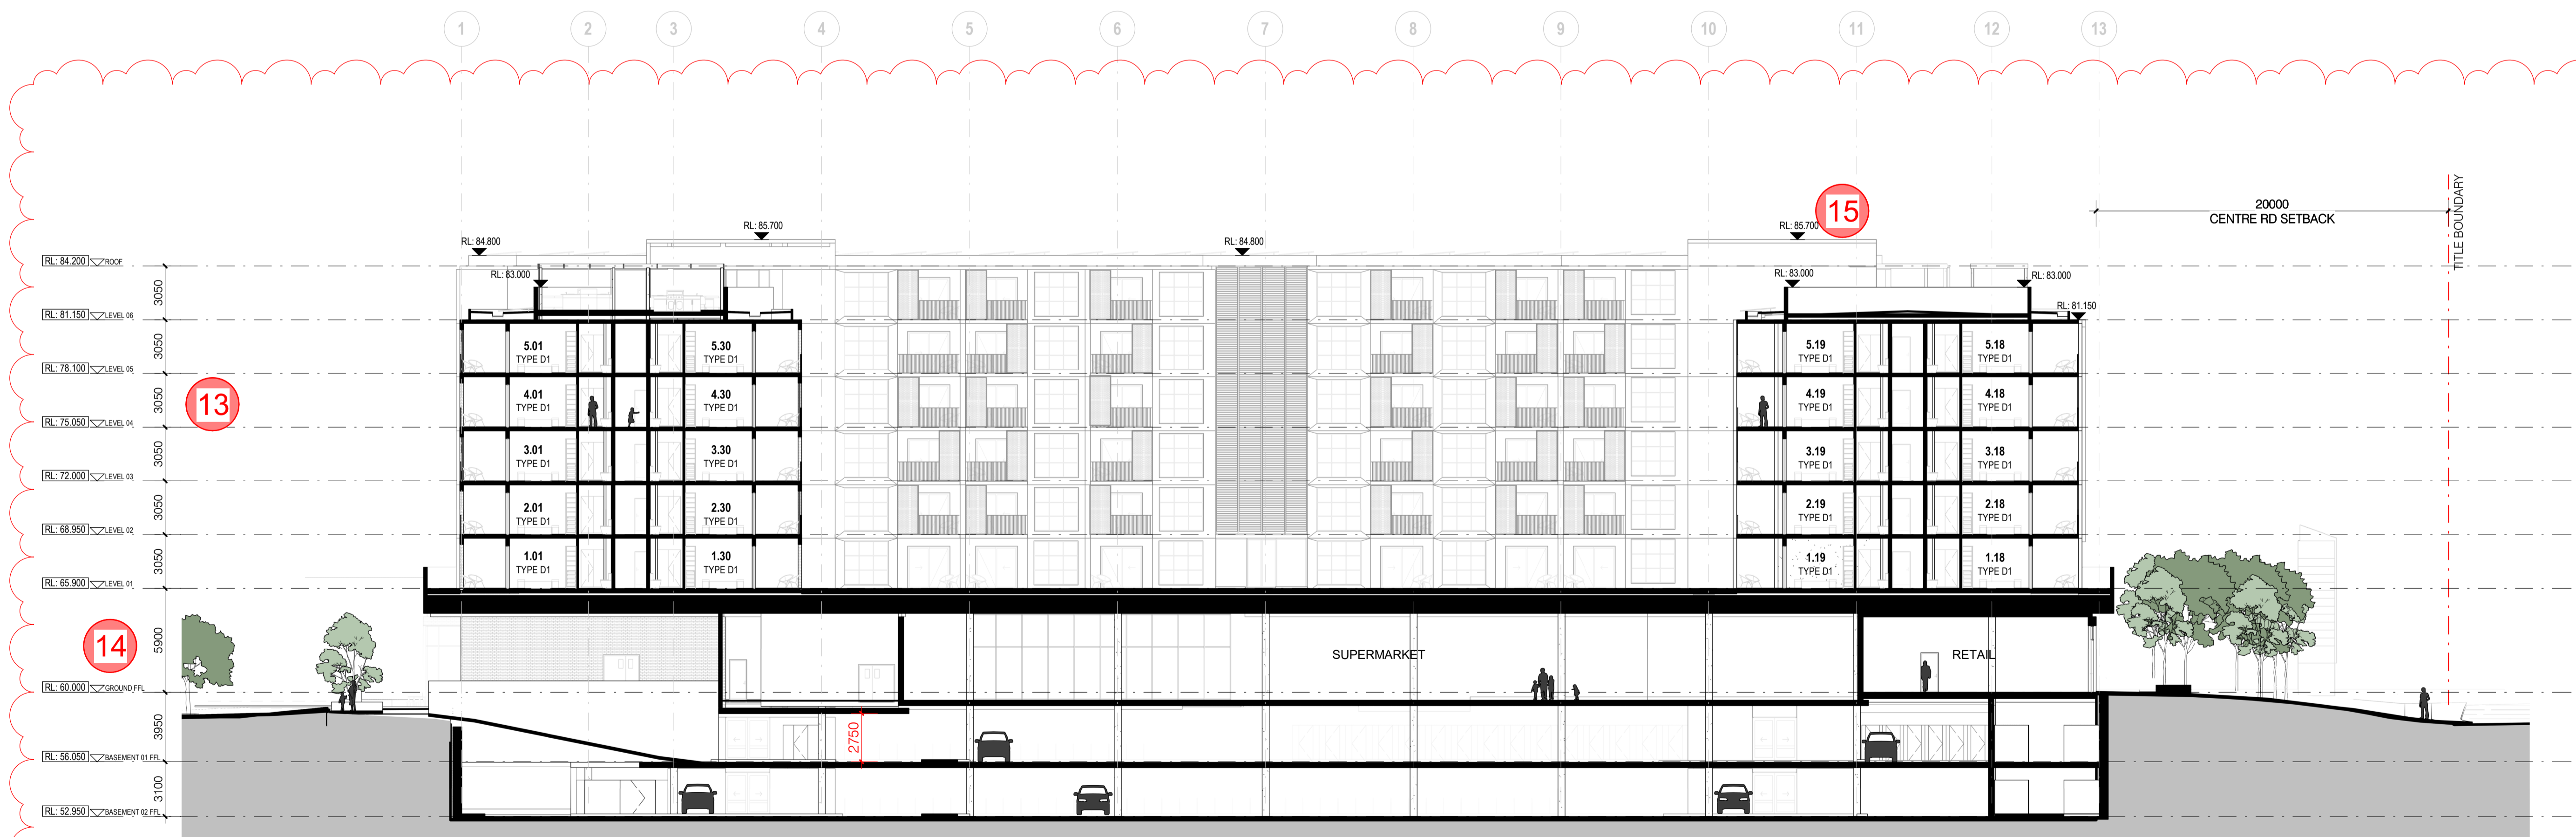 1 2 3 4 5 6 7 8 9 10 11 12 13
20000
CENTRE RD SETBACK
TITLE BOUNDARY
15
RL: 85.700
RL: 85.700
RL: 84.800
RL: 84.800
RL: 84.200 ROOF
RL: 83.000
RL: 83.000
RL: 83.000
3050
RL: 81.150 LEVEL 06
RL: 81.150
3050
5.01
TYPE D1
5.30
TYPE D1
5.19
TYPE D1
5.18
TYPE D1
RL: 78.100 LEVEL 05
13
3050
4.01
TYPE D1
4.30
TYPE D1
4.19
TYPE D1
4.18
TYPE D1
RL: 75.050 LEVEL 04
3050
3.01
TYPE D1
3.30
TYPE D1
3.19
TYPE D1
3.18
TYPE D1
RL: 72.000 LEVEL 03
3050
2.01
TYPE D1
2.30
TYPE D1
2.19
TYPE D1
2.18
TYPE D1
RL: 68.950 LEVEL 02
3050
1.01
TYPE D1
1.30
TYPE D1
1.19
TYPE D1
1.18
TYPE D1
RL: 65.900 LEVEL 01
14
5900
SUPERMARKET
RETAIL
RL: 60.000 GROUND FFL
3950
2750
RL: 56.050 BASEMENT 01 FFL
3100
RL: 52.950 BASEMENT 02 FFL